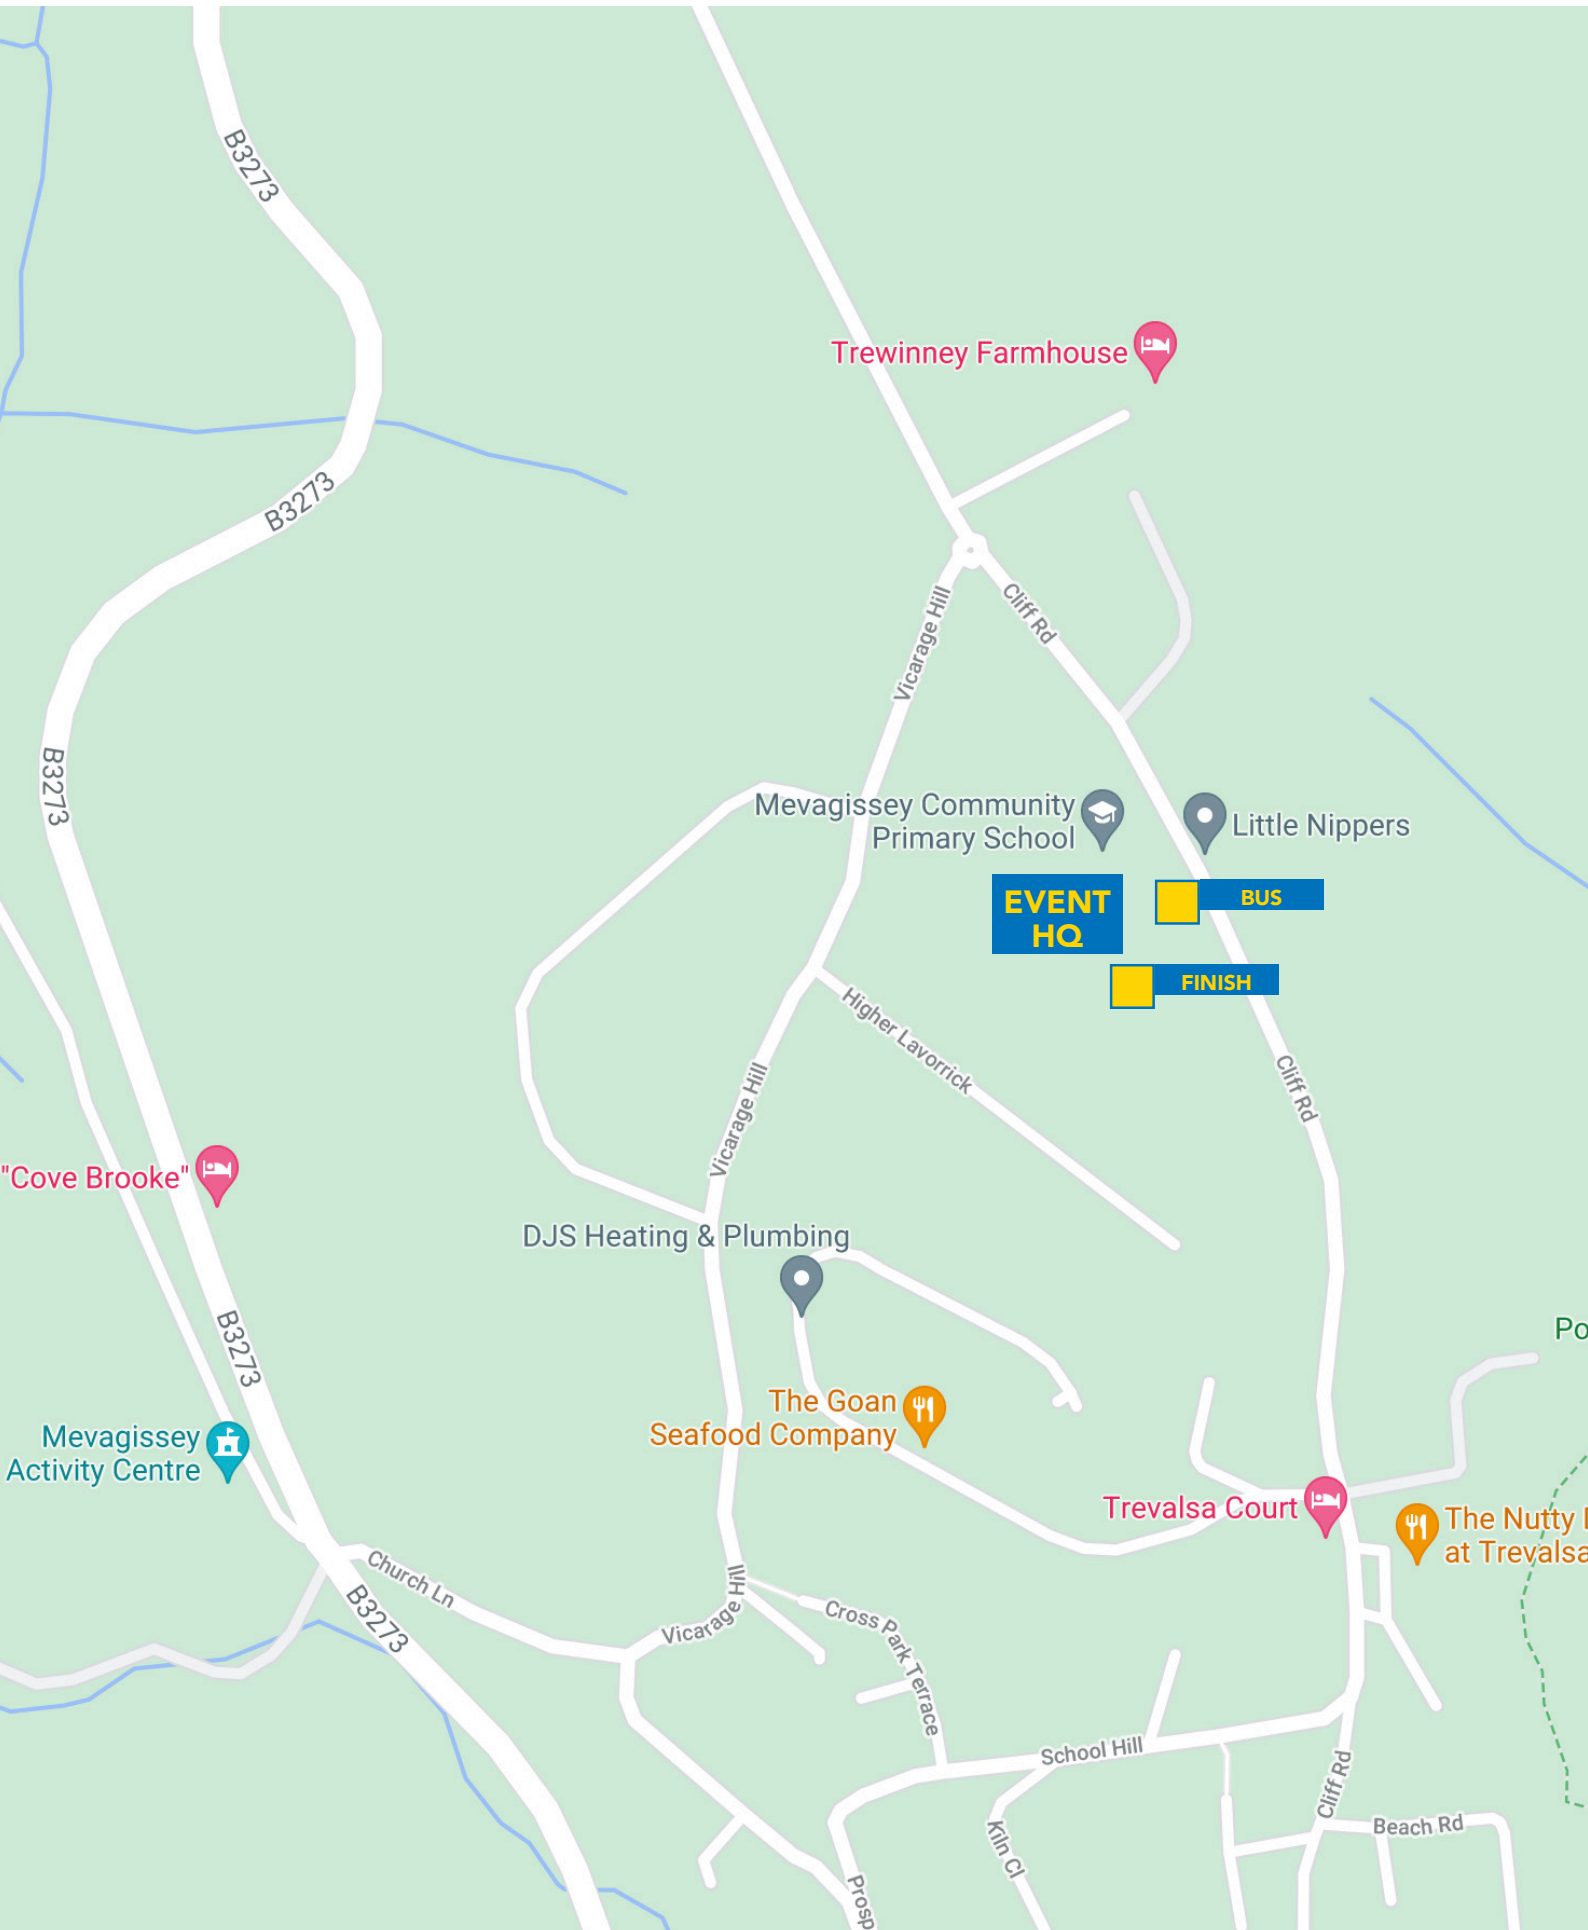 B3273
Trewinney Farmhouse
B3273
Vicarage Hill
Cliff Rd
B3273
Mevagissey Community
Primary School
Little Nippers
EVENT
HQ
BUS
FINISH
Higher Lavorrick
Cliff Rd
Vicarage Hill
"Cove Brooke"
DJS Heating & Plumbing
B3273
Po
The Goan
Seafood Company
Mevagissey
Activity Centre
Trevalsa Court
The Nutty
at Trevalsa
Church Ln
B3273
Vicarage Hill
Cross Park Terrace
School Hill
Cliff Rd
Beach Rd
Kiln Cl
Prosp